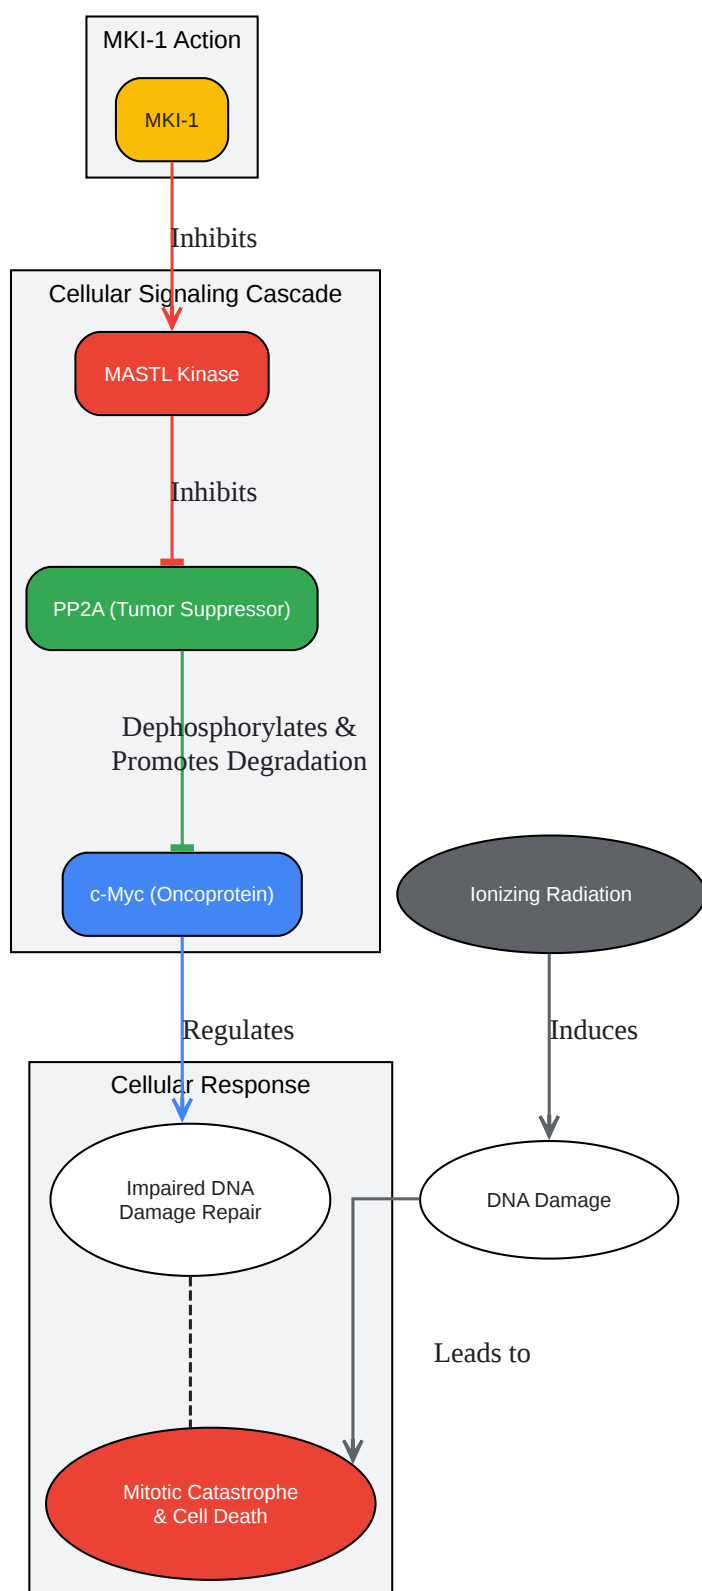 MKI-1 Action
MKI-1
Inhibits
Cellular Signaling Cascade
MASTL Kinase
Inhibits
PP2A (Tumor Suppressor)
Dephosphorylates &
Promotes Degradation
c-Myc (Oncoprotein)
Ionizing Radiation
Regulates
Induces
Cellular Response
Impaired DNA
Damage Repair
DNA Damage
Leads to
Mitotic Catastrophe
& Cell Death